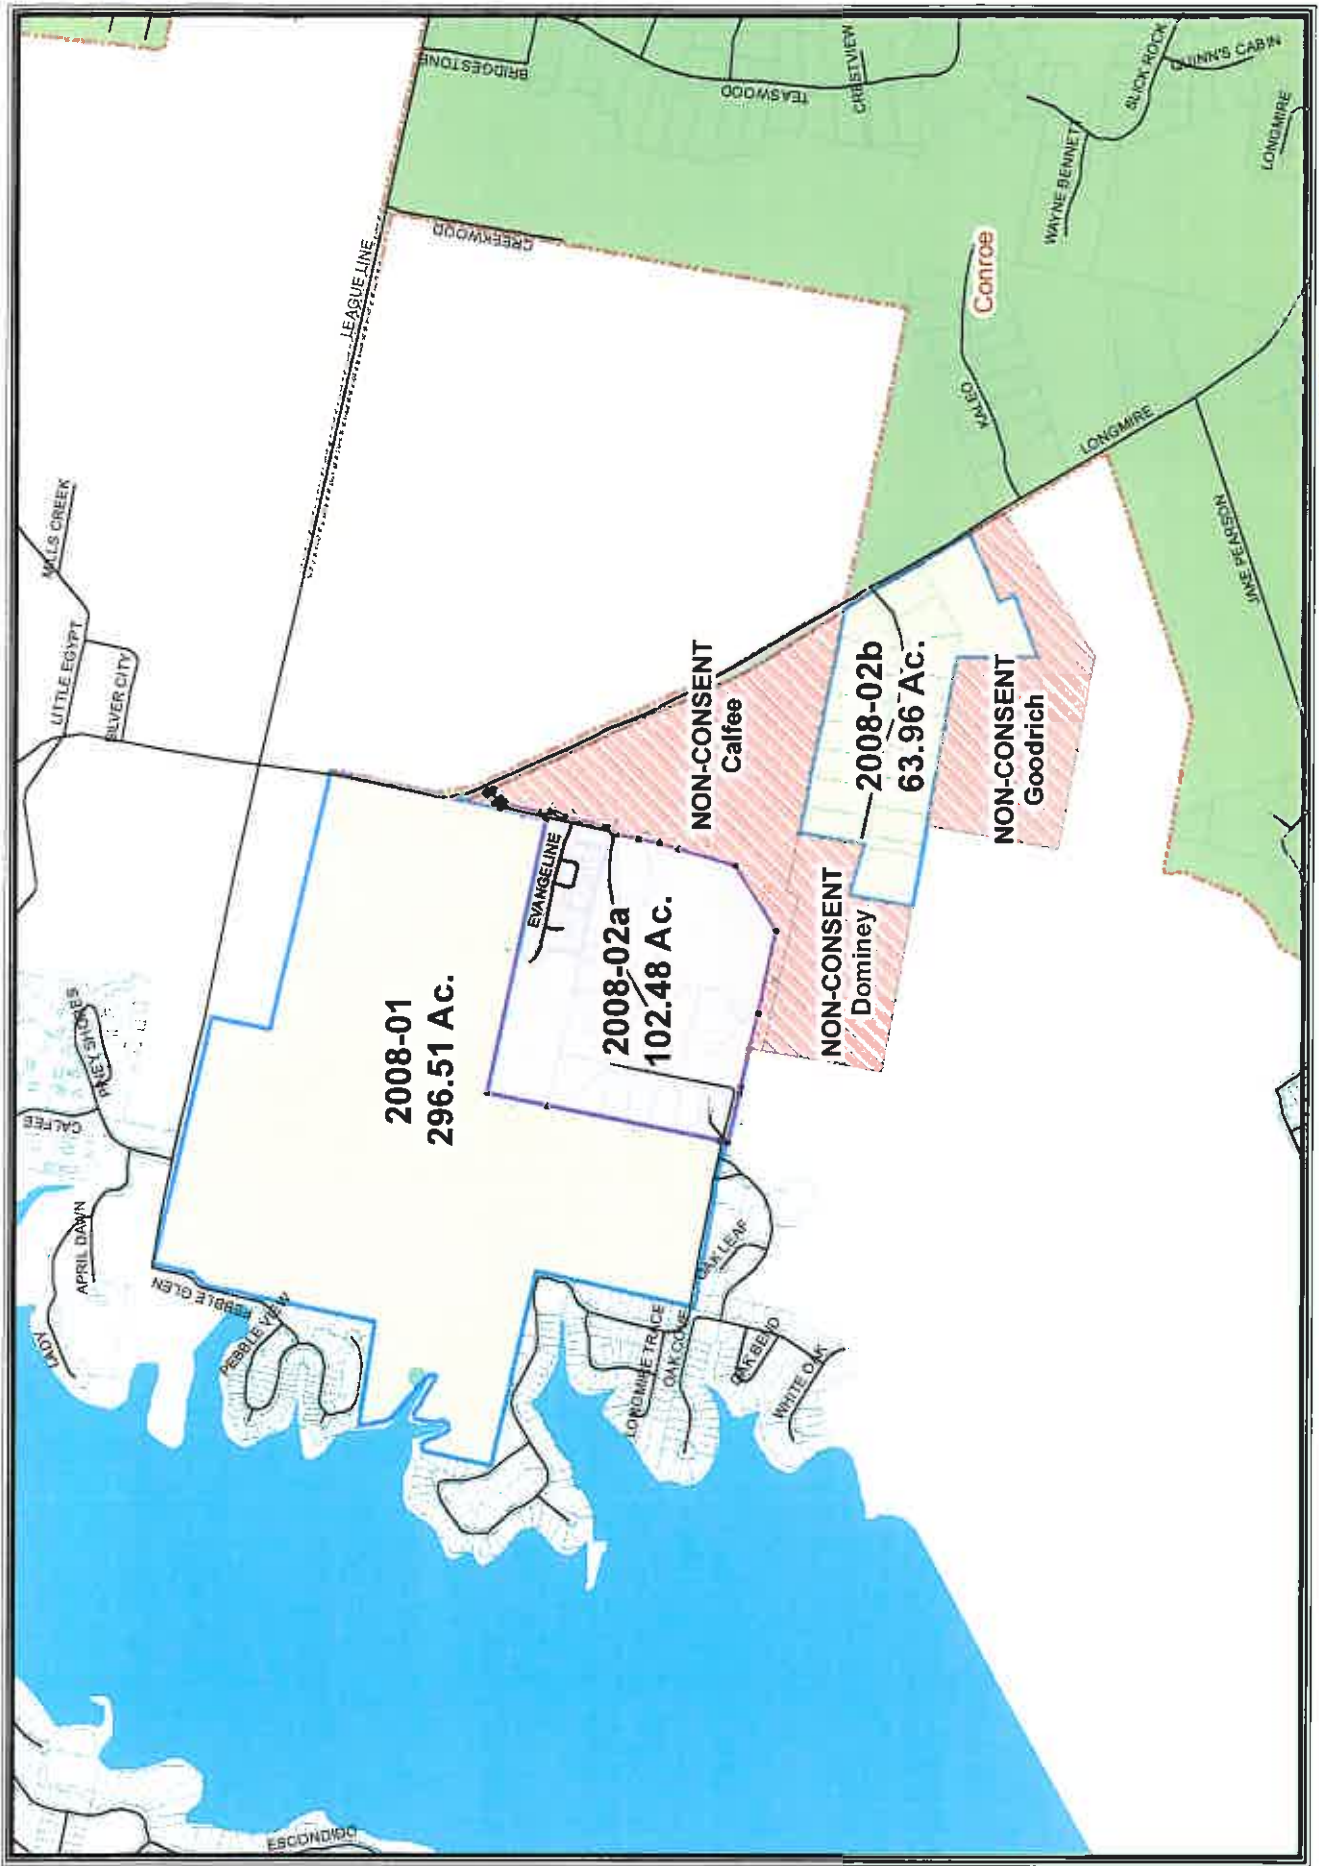 MILLS CREEK
LITTLE EGYPT
SILVER CITY
LEAGUE LINE
BRIDGESTONE
CREEKWOOD
TEASWOOD
CRESTVIEW
SLICK ROCK
QUINN'S CABIN
WAYNE BENNETT
LONGMIRE
Conroe
KALEO
LONGMIRE
JAKE PEARSON
PINEY SHORES
CALFEE
APRIL DAWN
LADY
PEBBLE GLEN
PEBBLE VIEW
2008-01
296.51 Ac.
EVANGELINE
2008-02a
102.48 Ac.
NON-CONSENT
Calfee
2008-02b
63.96 Ac.
NON-CONSENT
Goodrich
NON-CONSENT
Dominey
OAK LEAF
LONGMIRE TRACE
OAK COVE
OAK BEND
WHITE OAK
ESCONDIDO